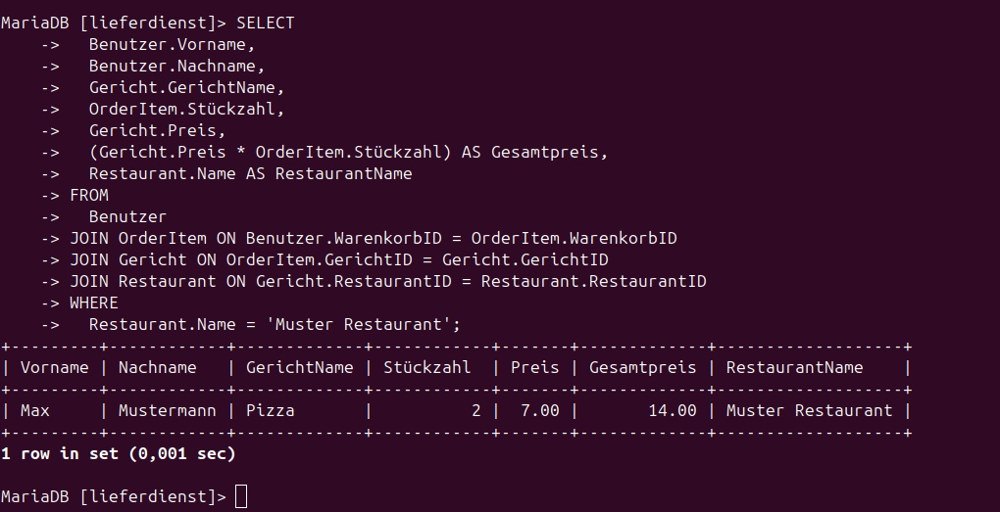 MariaDB [lieferdienst]> SELECT
    ->   Benutzer.Vorname,
    ->   Benutzer.Nachname,
    ->   Gericht.GerichtName,
    ->   OrderItem.Stückzahl,
    ->   Gericht.Preis,
    ->   (Gericht.Preis * OrderItem.Stückzahl) AS Gesamtpreis,
    ->   Restaurant.Name AS RestaurantName
    -> FROM
    ->   Benutzer
    -> JOIN OrderItem ON Benutzer.WarenkorbID = OrderItem.WarenkorbID
    -> JOIN Gericht ON OrderItem.GerichtID = Gericht.GerichtID
    -> JOIN Restaurant ON Gericht.RestaurantID = Restaurant.RestaurantID
    -> WHERE
    ->   Restaurant.Name = 'Muster Restaurant';
+---------+------------+-------------+------------+-------+-------------+-------------------+
| Vorname | Nachname   | GerichtName | Stückzahl  | Preis | Gesamtpreis | RestaurantName    |
+---------+------------+-------------+------------+-------+-------------+-------------------+
| Max     | Mustermann | Pizza       |          2 |  7.00 |       14.00 | Muster Restaurant |
+---------+------------+-------------+------------+-------+-------------+-------------------+
1 row in set (0,001 sec)
MariaDB [lieferdienst]>